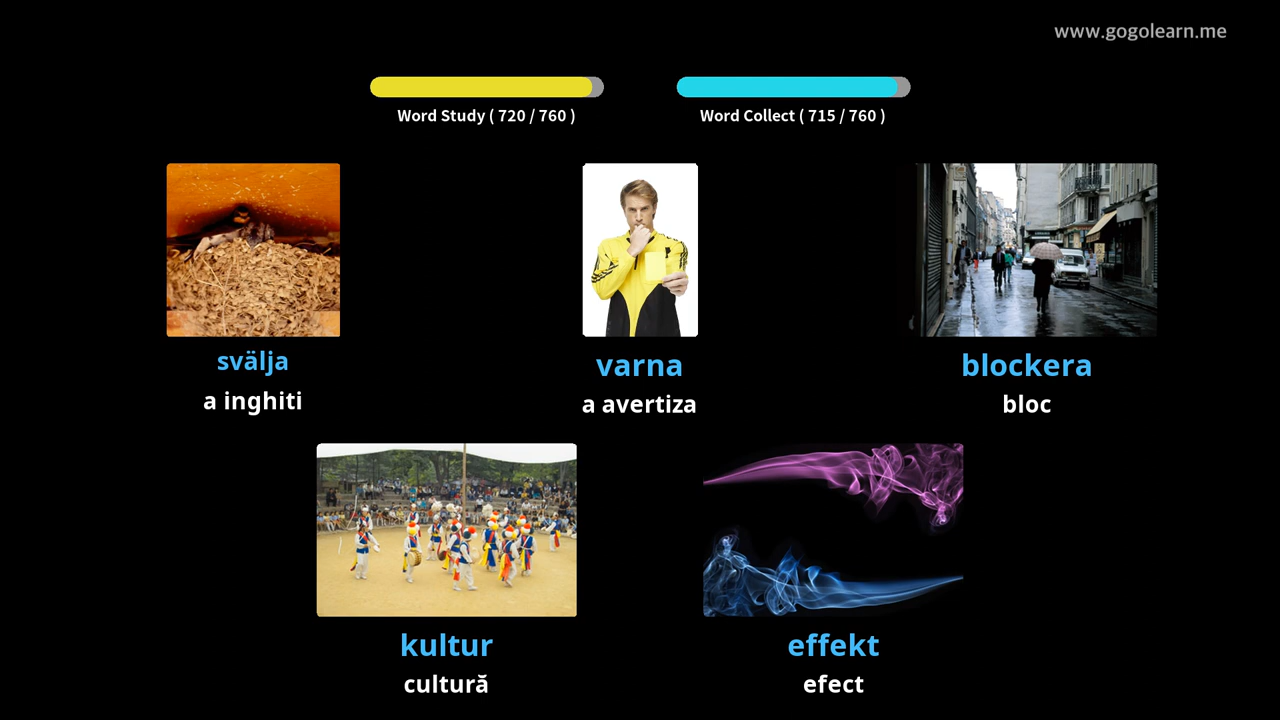 www.gogolearn.me
Word Study ( 720 / 760 )
Word Collect ( 715 / 760 )
svälja
a inghiti
varna
a avertiza
blockera
bloc
kultur
cultură
effekt
efect